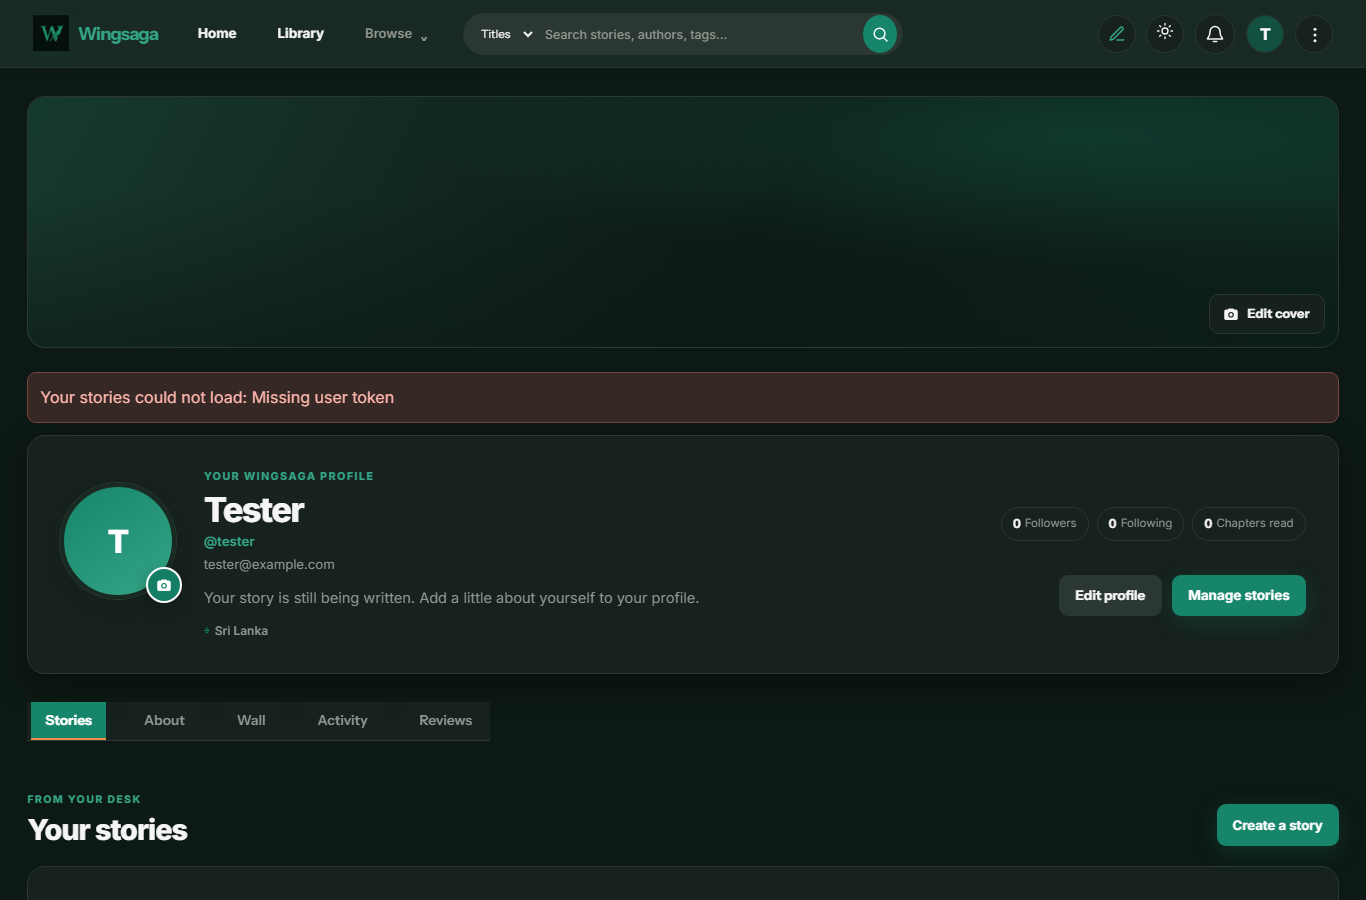 Wingsaga
Home
Library
Browse
Titles
Search stories, authors, tags...
T
Edit cover
Your stories could not load: Missing user token
T
YOUR WINGSAGA PROFILE
Tester
@tester
tester@example.com
Your story is still being written. Add a little about yourself to your profile.
Sri Lanka
0 Followers
0 Following
0 Chapters read
Edit profile
Manage stories
Stories
About
Wall
Activity
Reviews
FROM YOUR DESK
Your stories
Create a story